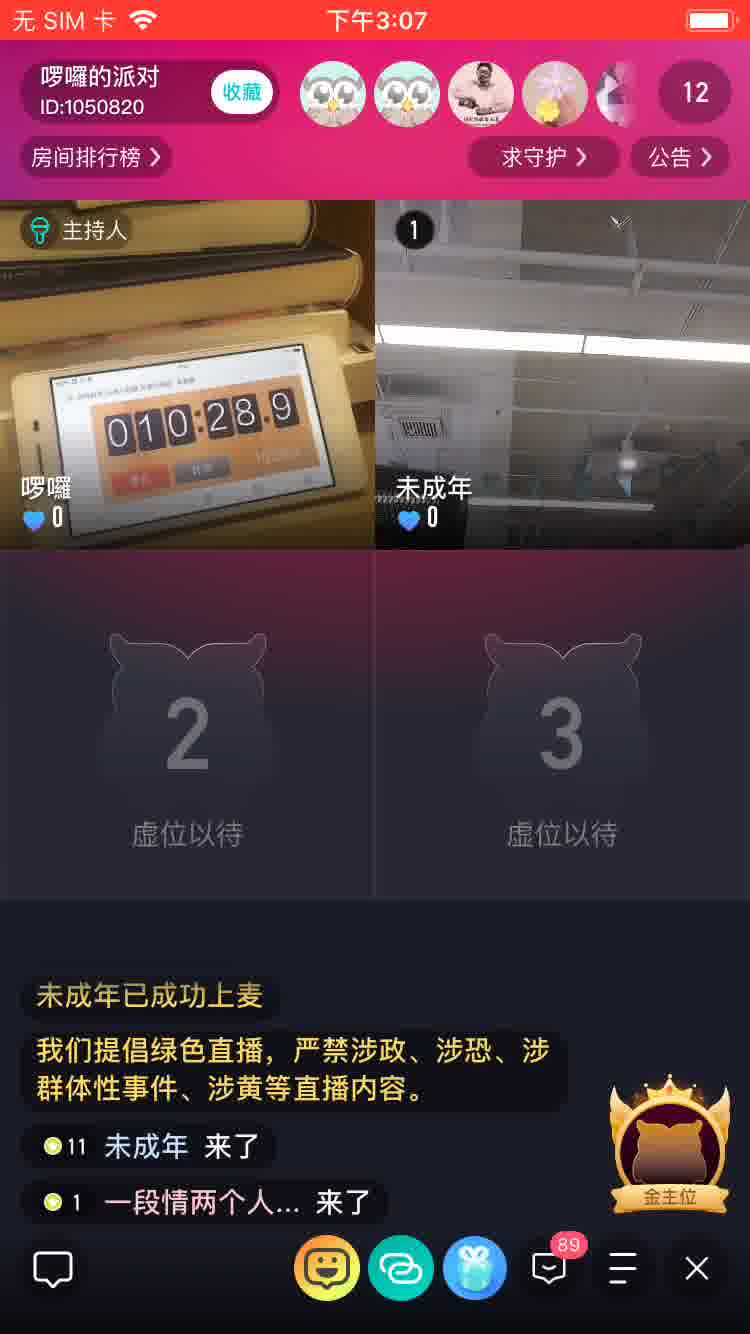 无 SIM 卡
下午3:07
啰囉的派对
ID:1050820
收藏
12
房间排行榜
求守护
公告
主持人
1
010:28.9
啰囉
0
未成年
0
2
虚位以待
3
虚位以待
未成年已成功上麦
我们提倡绿色直播，严禁涉政、涉恐、涉
群体性事件、涉黄等直播内容。
11 未成年 来了
1 一段情两个人... 来了
金主位
89